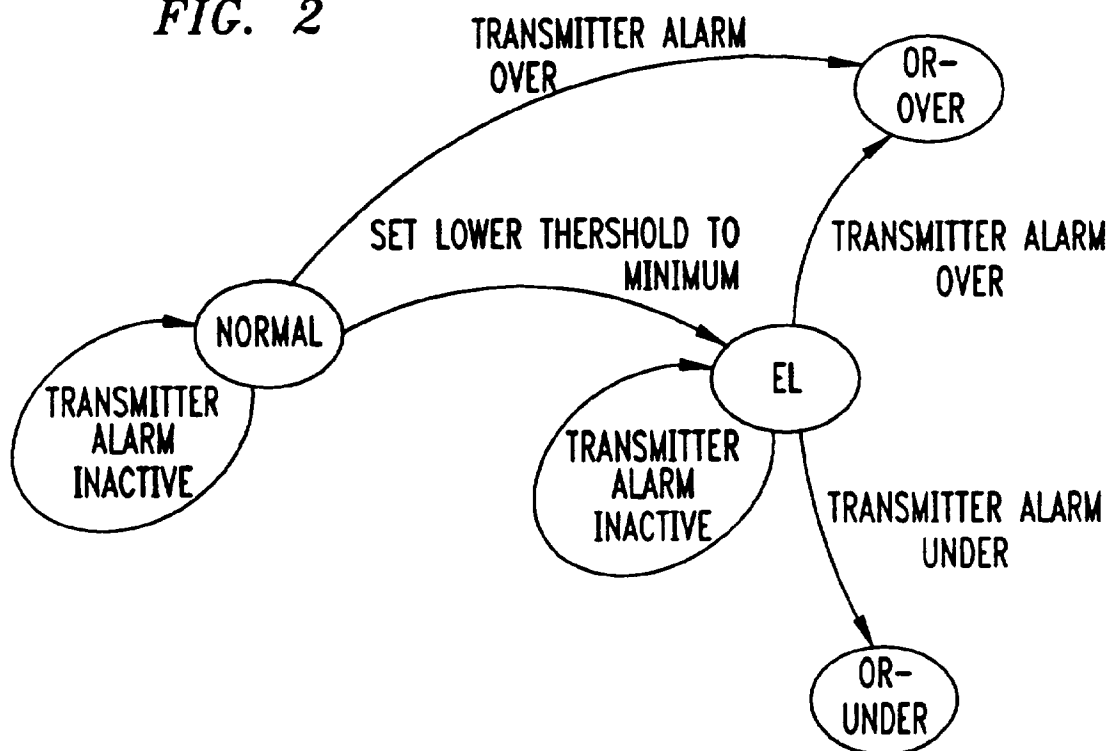 FIG. 2
TRANSMITTER ALARM
OVER
OR-
OVER
SET LOWER THERSHOLD TO
MINIMUM
TRANSMITTER ALARM
OVER
NORMAL
EL
TRANSMITTER
ALARM
INACTIVE
TRANSMITTER
ALARM
INACTIVE
TRANSMITTER ALARM
UNDER
OR-
UNDER